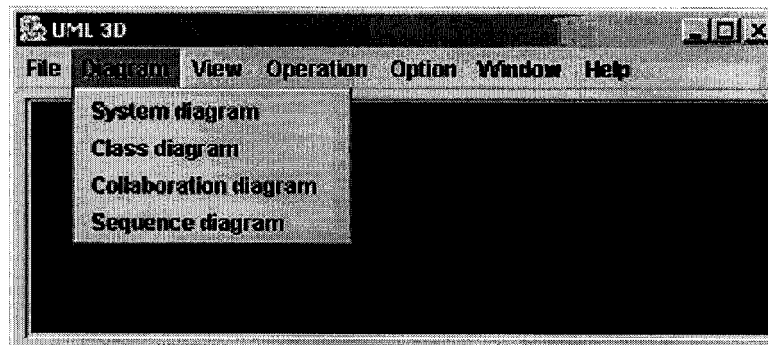 UML 3D
File Diagram View Operation Option Window Help
System diagram
Class diagram
Collaboration diagram
Sequence diagram